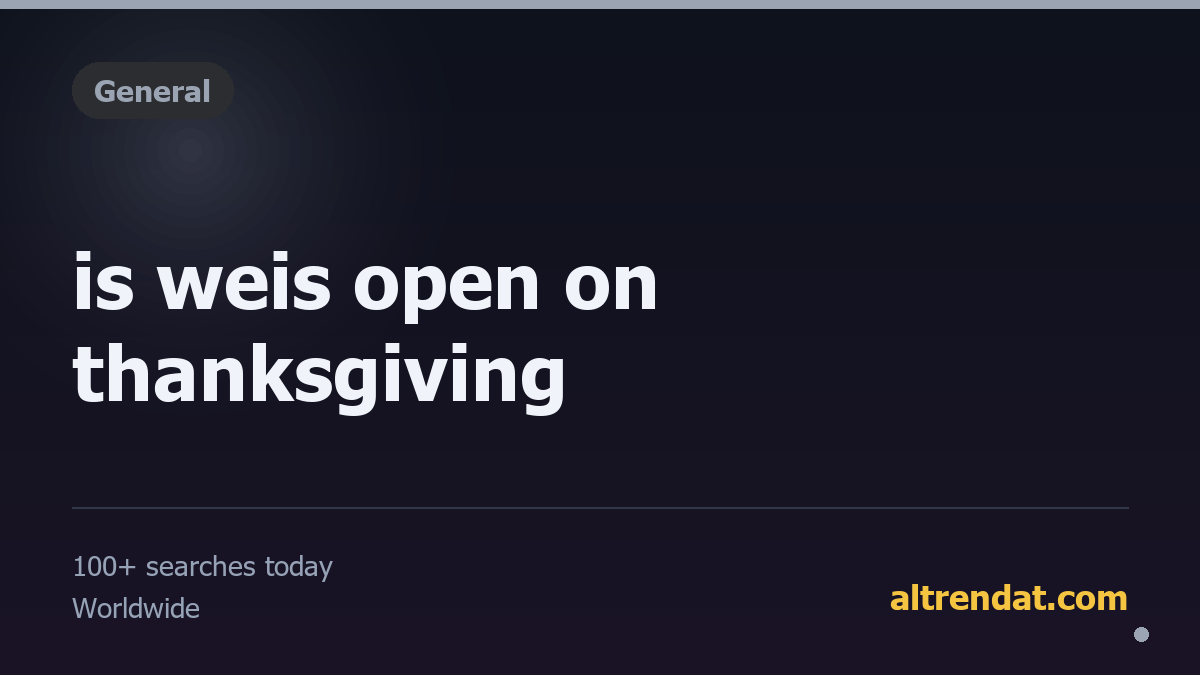 General
is weis open on
thanksgiving
100+ searches today
Worldwide
altrendat.com